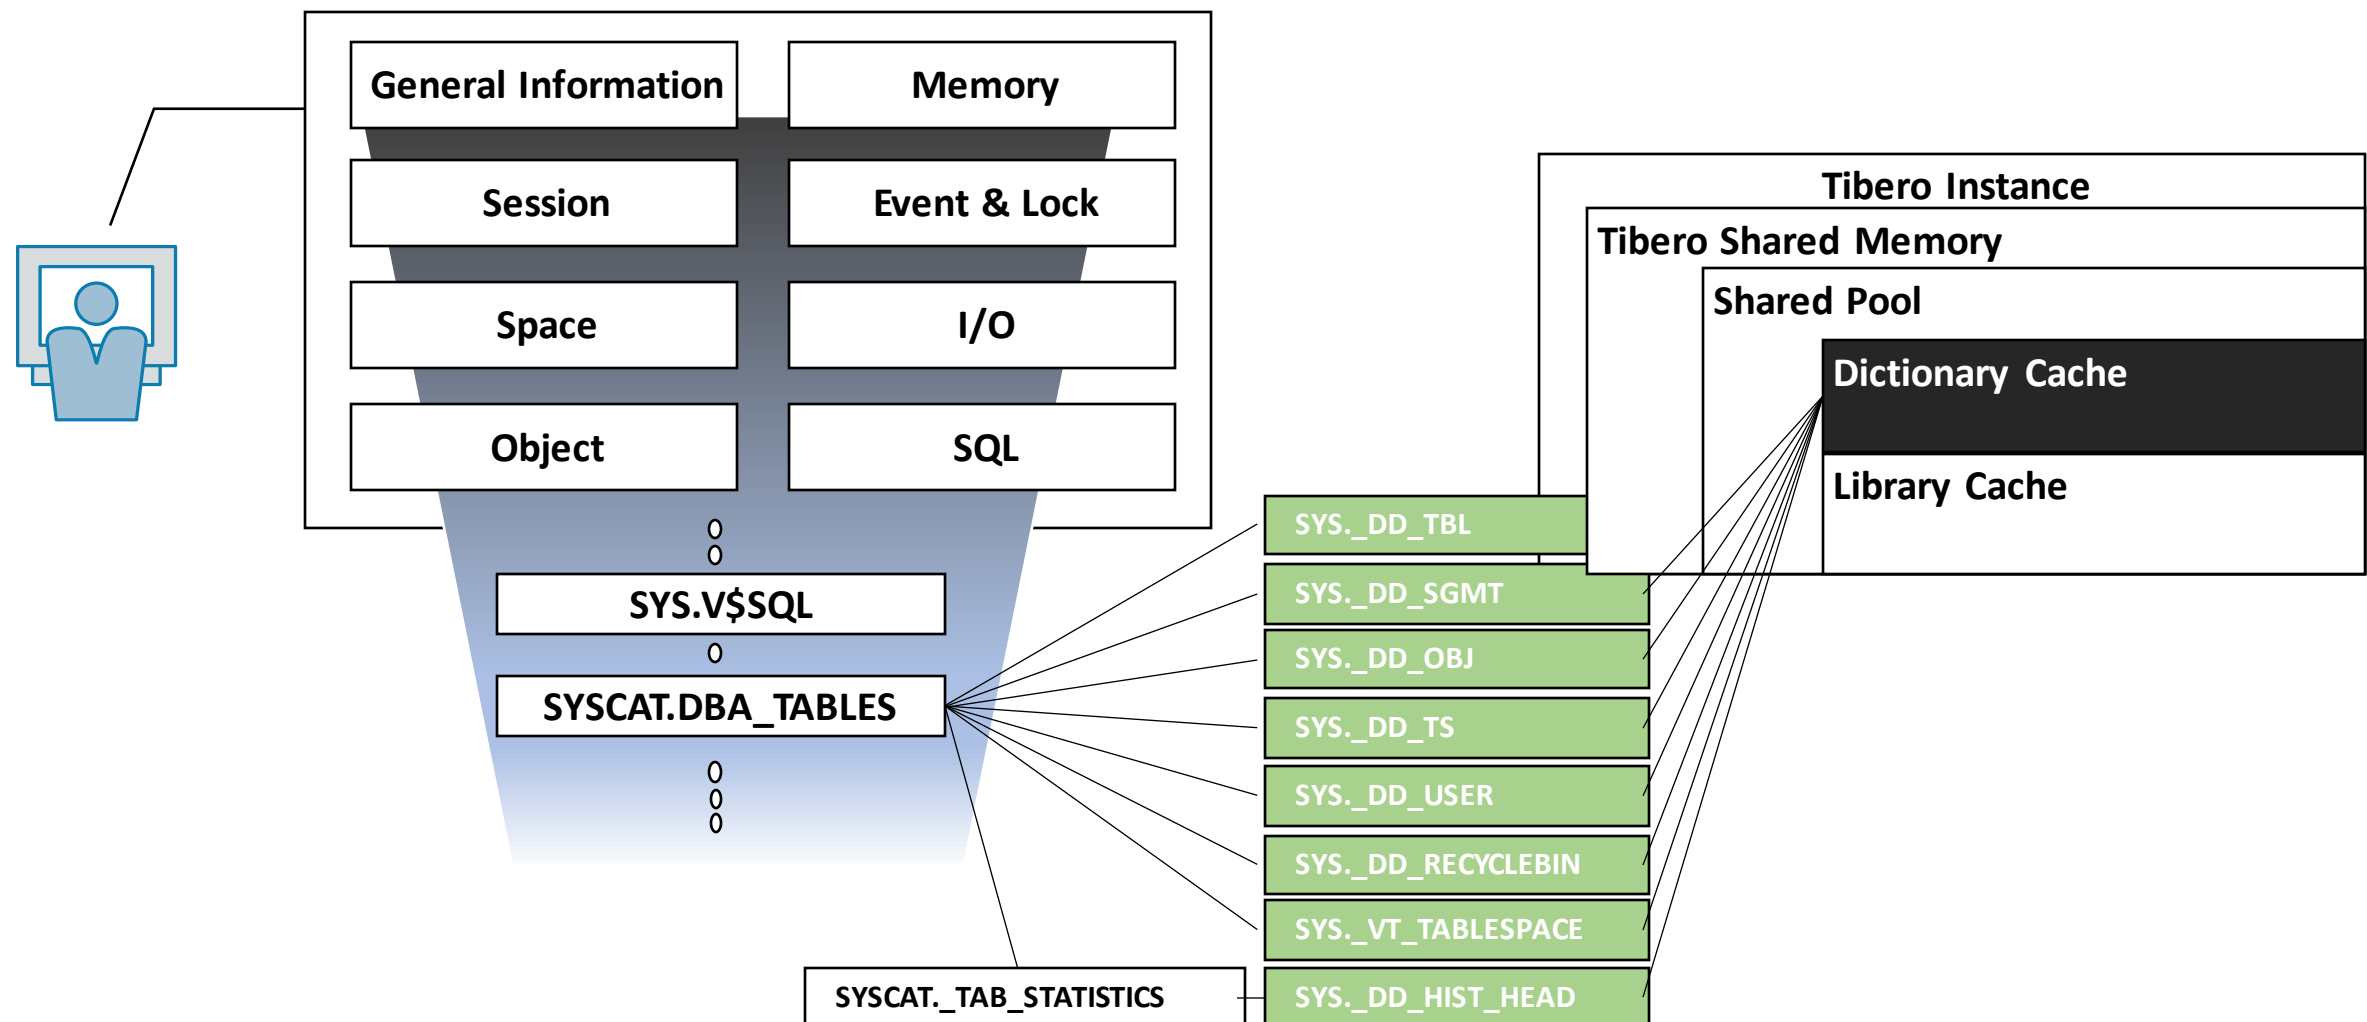 General Information
Memory
Session
Event & Lock
Space
I/O
Object
SQL
SYS.V$SQL
SYSCAT.DBA_TABLES
SYSCAT._TAB_STATISTICS
SYS._DD_TBL
SYS._DD_SGMT
SYS._DD_OBJ
SYS._DD_TS
SYS._DD_USER
SYS._DD_RECYCLEBIN
SYS._VT_TABLESPACE
SYS._DD_HIST_HEAD
Tibero Instance
Tibero Shared Memory
Shared Pool
Dictionary Cache
Library Cache